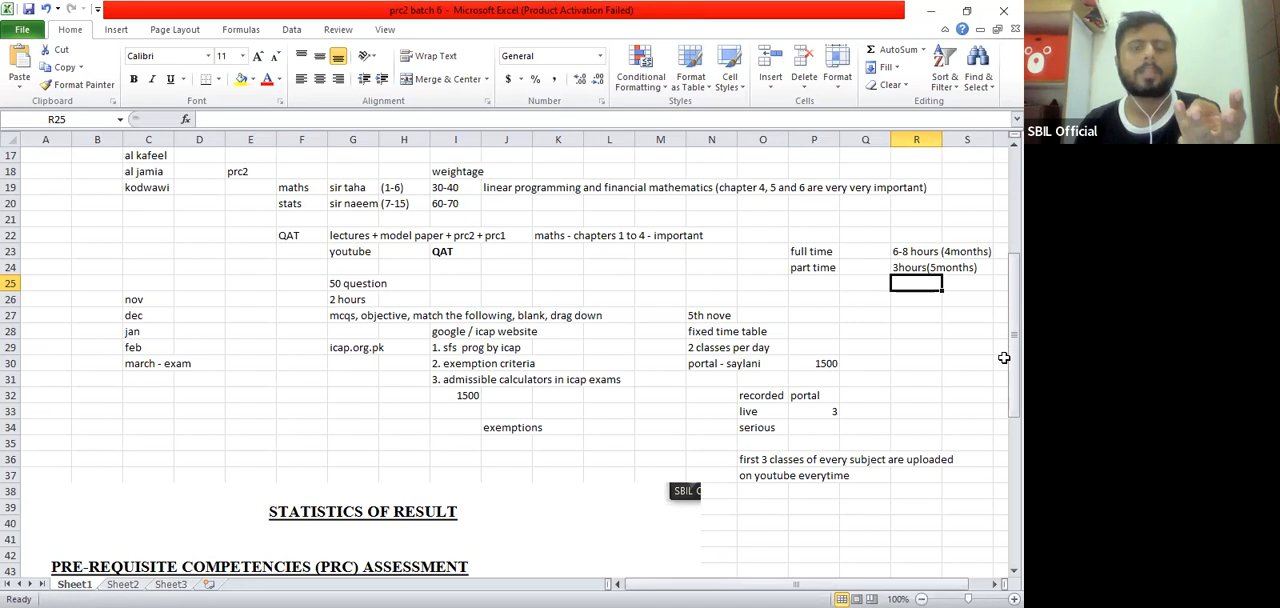 prc2 batch 6 - Microsoft Excel (Product Activation Failed)
File Home Insert Page Layout Formulas Data Review View
Paste Cut Copy Format Painter Calibri 11 Wrap Text Merge & Center General Conditional Formatting Format as Table Cell Styles Insert Delete Format AutoSum Fill Clear Sort & Filter Find & Select
Clipboard Font Alignment Number Styles Cells Editing
R25 fx
A B C D E F G H I J K L M N O P Q R S
17 al kafeel
18 al jamia prc2 weightage
19 kodwawi maths sir taha (1-6) 30-40 linear programming and financial mathematics (chapter 4, 5 and 6 are very very important)
20 stats sir naeem (7-15) 60-70
21
22 QAT lectures + model paper + prc2 + prc1 maths - chapters 1 to 4 - important
23 youtube QAT full time 6-8 hours (4months)
24 part time 3hours(5months)
25 50 question
26 nov 2 hours
27 dec mcqs, objective, match the following, blank, drag down 5th nove
28 jan google / icap website fixed time table
29 feb icap.org.pk 1. sfs prog by icap 2 classes per day
30 march - exam 2. exemption criteria portal - saylani 1500
31 3. admissible calculators in icap exams
32 1500 recorded portal
33 live 3
34 exemptions serious
35
36 first 3 classes of every subject are uploaded
37 on youtube everytime
38 SBIL
39 STATISTICS OF RESULT
40
41
42
43 PRE-REQUISITE COMPETENCIES (PRC) ASSESSMENT
Sheet1 Sheet2 Sheet3
Ready 100%
SBIL Official